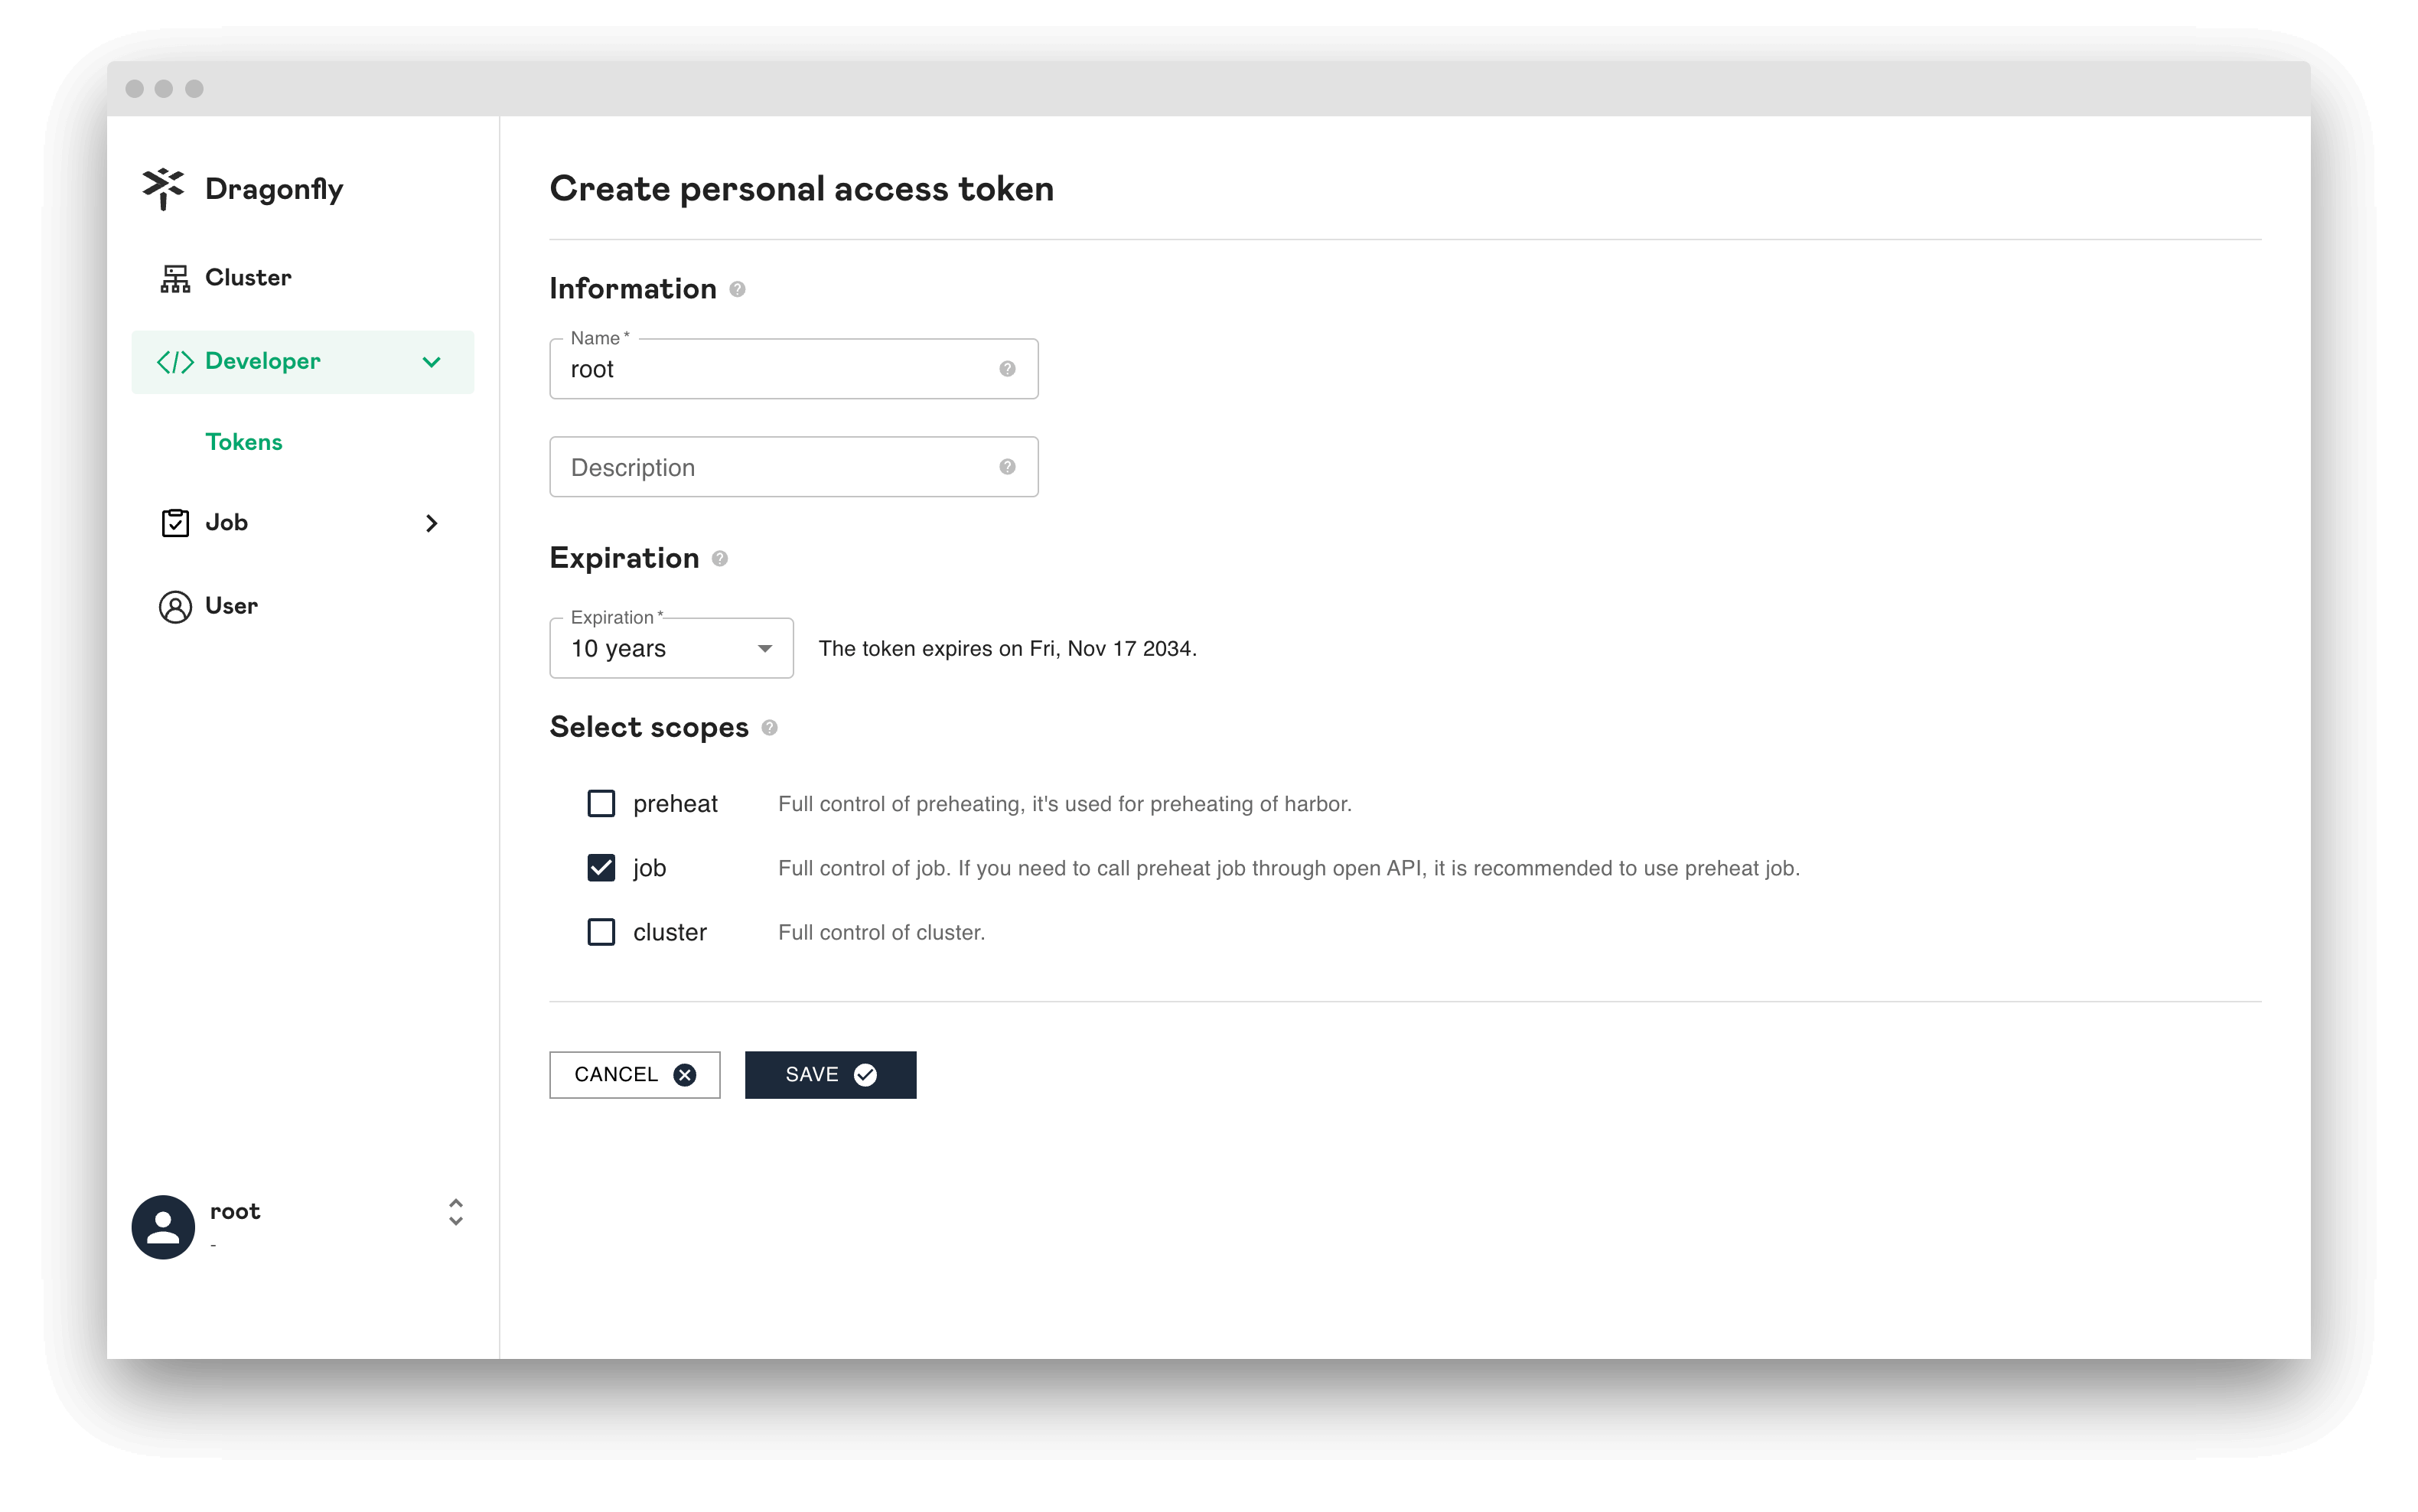 Dragonfly
Cluster
Developer
Tokens
Job
User
root
-
Create personal access token
Information
Name *
root
Description
Expiration
Expiration *
10 years
The token expires on Fri, Nov 17 2034.
Select scopes
preheat Full control of preheating, it's used for preheating of harbor.
job Full control of job. If you need to call preheat job through open API, it is recommended to use preheat job.
cluster Full control of cluster.
CANCEL
SAVE